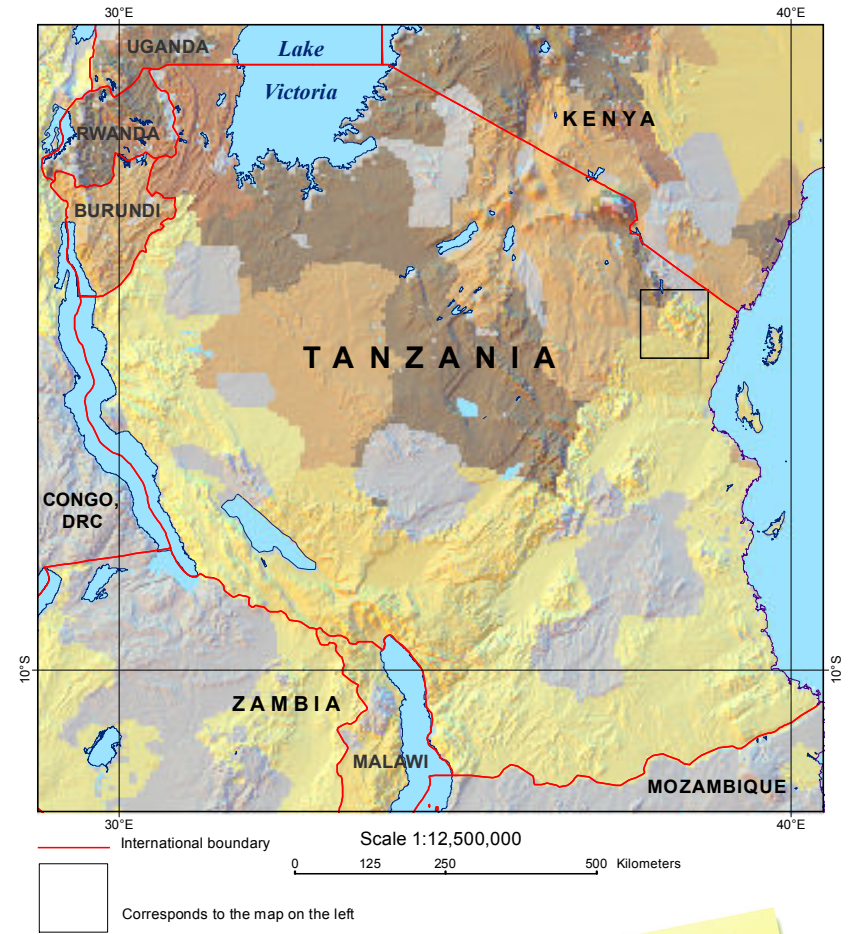 30°E
40°E
UGANDA
Lake
Victoria
KENYA
RWANDA
BURUNDI
TANZANIA
CONGO,
DRC
10°S
10°S
ZAMBIA
MALAWI
MOZAMBIQUE
30°E
40°E
International boundary
Scale 1:12,500,000
0 125 250 500 Kilometers
Corresponds to the map on the left